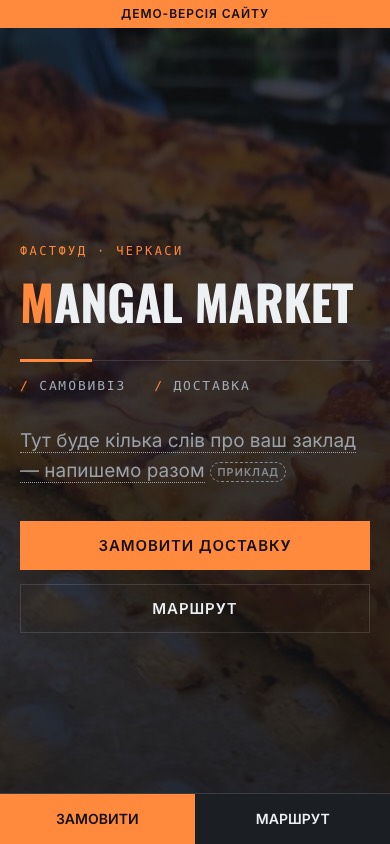 ДЕМО-ВЕРСІЯ САЙТУ
ФАСТФУД · ЧЕРКАСИ
MANGAL MARKET
/ САМОВИВІЗ / ДОСТАВКА
Тут буде кілька слів про ваш заклад
— напишемо разом ПРИКЛАД
ЗАМОВИТИ ДОСТАВКУ
МАРШРУТ
ЗАМОВИТИ МАРШРУТ